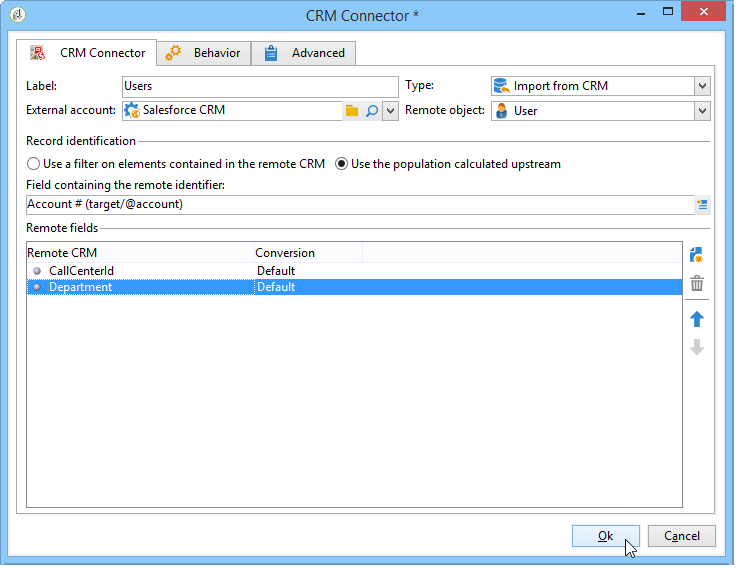 CRM Connector *
CRM Connector Behavior Advanced
Label: Users Type: Import from CRM
External account: Salesforce CRM Remote object: User
Record identification
Use a filter on elements contained in the remote CRM Use the population calculated upstream
Field containing the remote identifier:
Account # (target/@account)
Remote fields
Remote CRM Conversion
CallCenterId Default
Department Default
Ok Cancel